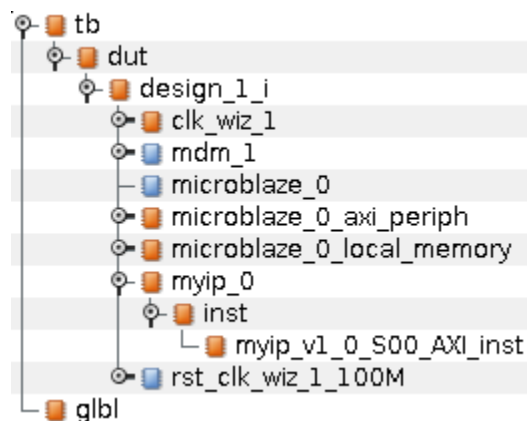 tb
dut
design_1_i
clk_wiz_1
mdm_1
microblaze_0
microblaze_0_axi_periph
microblaze_0_local_memory
myip_0
inst
myip_v1_0_S00_AXI_inst
rst_clk_wiz_1_100M
glbl